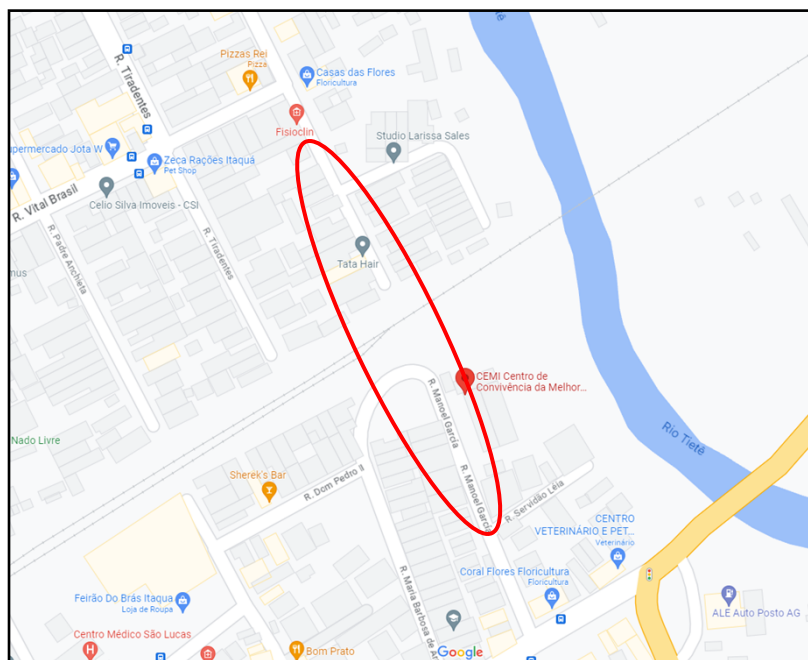 Tietê
Pizzas Rei
Pizza
R. Tiradentes
Casas das Flores
Floricultura
Fisioclin
Studio Larissa Sales
upermercado Jota W
Zeca Rações Itaquá
Pet Shop
R. Vital Brasil
Celio Silva Imoveis - CSI
R. Padre Anchieta
R. Tiradentes
Tata Hair
mus
CEMI Centro de
Convivência da Melhor...
R. Manoel Garcia
Nado Livre
Rio Tietê
Sherek's Bar
R. Dom Pedro II
R. Manoel Garcia
R. Servidão Léia
CENTRO
VETERINÁRIO E PET...
Veterinário
Coral Flores Floricultura
Floricultura
R. Maria Barbosa de
Feirão Do Brás Itaqua
Loja de Roupa
ALE Auto Posto AG
Centro Médico São Lucas
H
Bom Prato
Google